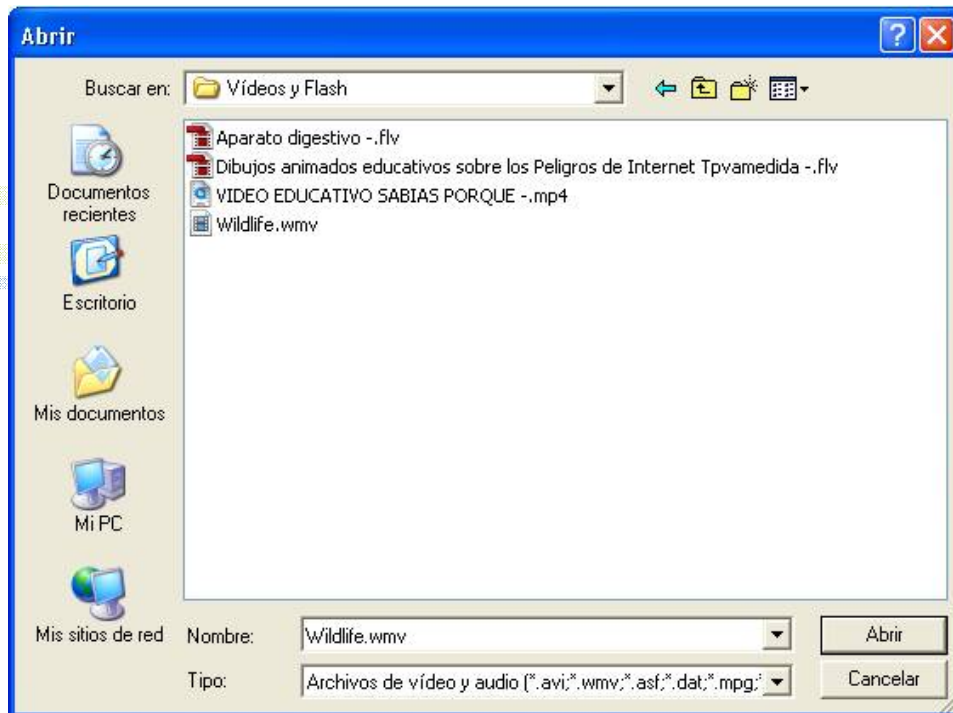 Abrir
Buscar en: Vídeos y Flash
Documentos recientes
Escritorio
Mis documentos
Mi PC
Mis sitios de red
Aparato digestivo -.flv
Dibujos animados educativos sobre los Peligros de Internet Tpvamedida -.flv
VIDEO EDUCATIVO SABIAS PORQUE -.mp4
Wildlife.wmv
Nombre: Wildlife.wmv
Abrir
Tipo: Archivos de vídeo y audio (*.avi;*.wmv;*.asf;*.dat;*.mpg;
Cancelar